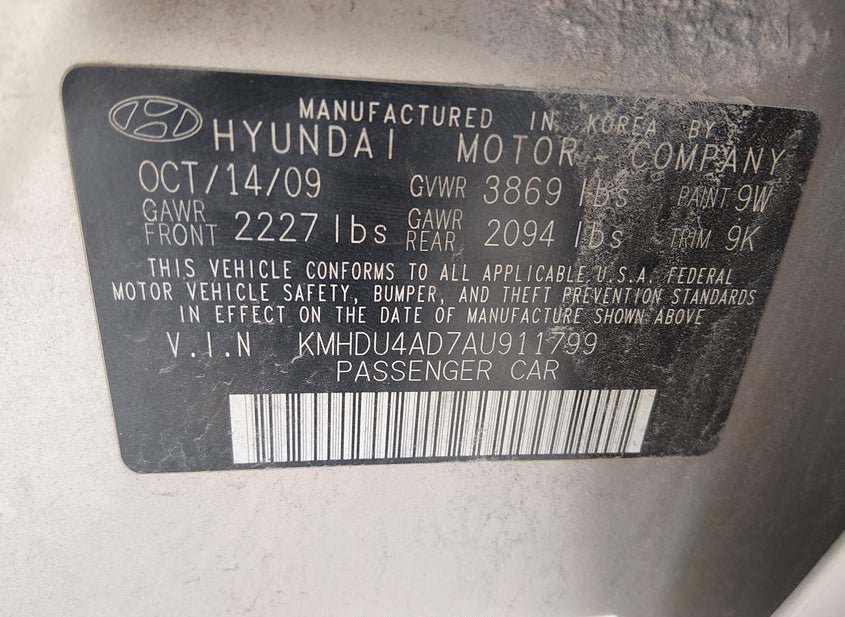 MANUFACTURED IN KOREA BY
HYUNDAI MOTOR COMPANY
OCT/14/09 GVWR 3869 lbs PAINT 9W
GAWR FRONT 2227 lbs GAWR REAR 2094 lbs TRIM 9K
THIS VEHICLE CONFORMS TO ALL APPLICABLE U.S.A. FEDERAL
MOTOR VEHICLE SAFETY, BUMPER, AND THEFT PREVENTION STANDARDS
IN EFFECT ON THE DATE OF MANUFACTURE SHOWN ABOVE
V.I.N KMHDU4AD7AU911799
PASSENGER CAR